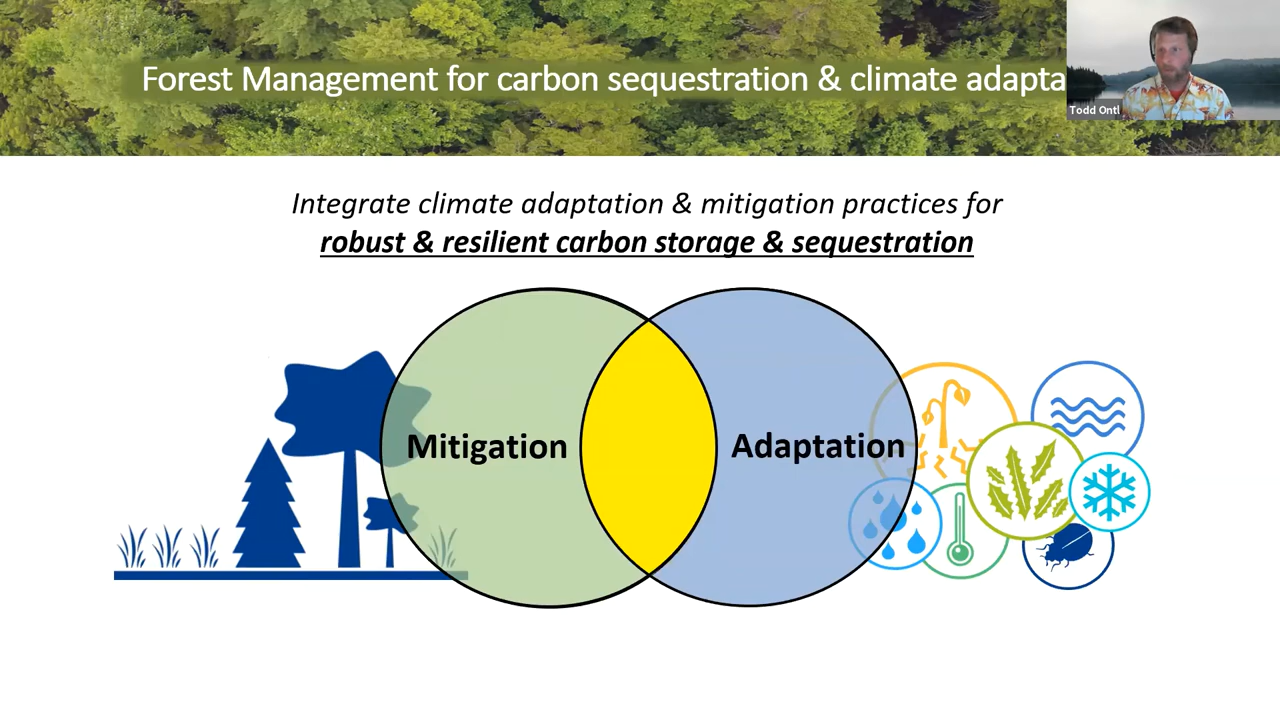 Forest Management for carbon sequestration & climate adapta
Todd Ontl
Integrate climate adaptation & mitigation practices for
robust & resilient carbon storage & sequestration
Mitigation
Adaptation